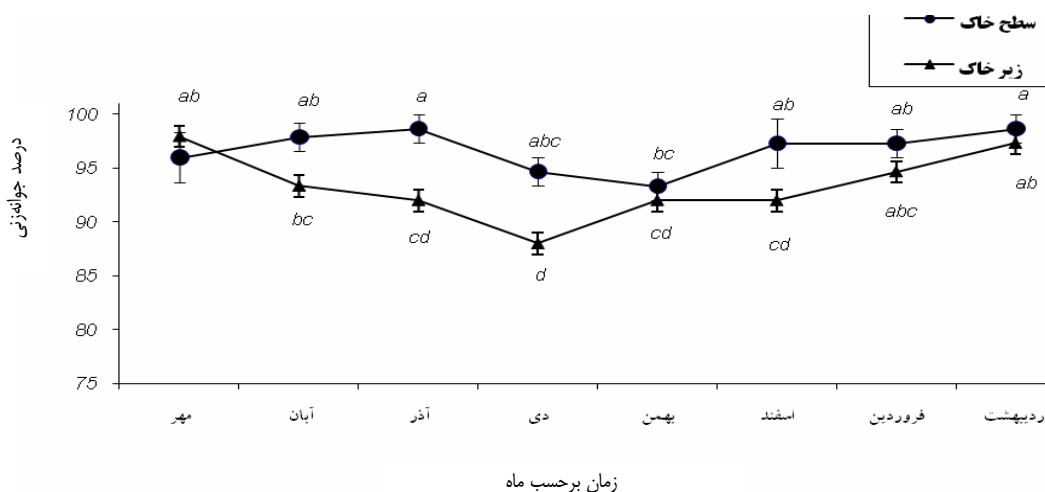 سطح خاک
زیر خاک
ab ab a abc bc ab ab a
bc cd d cd cd abc ab
100
95
90
85
80
75
درصد جوانه‌زنی
مهر آبان آذر دی بهمن اسفند فروردین ردیبهشت
زمان برحسب ماه